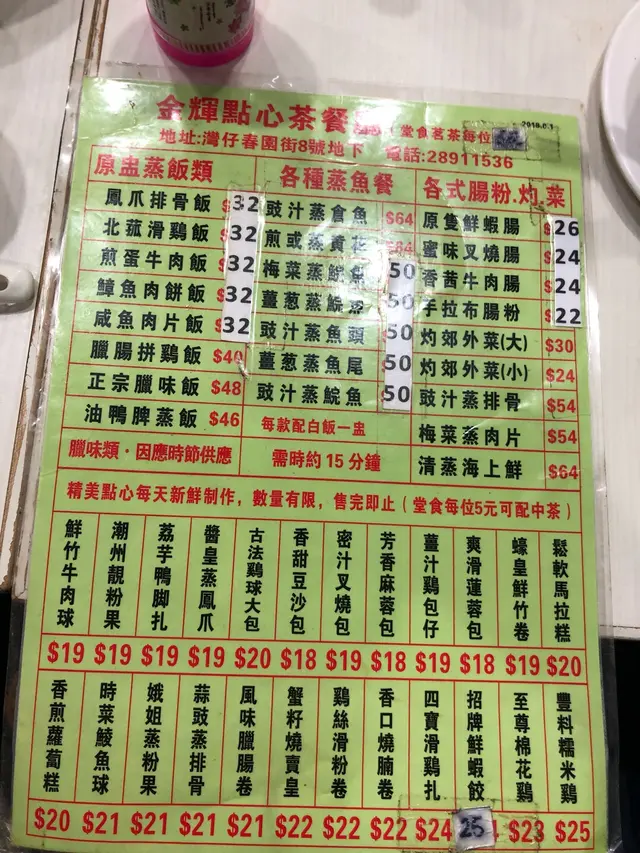 金輝點心茶餐
堂食茗茶每位
地址:灣仔春園街8號地下 電話:28911536
原盅蒸飯類
鳳爪排骨飯 $32
北菰滑鷄飯 32
煎蛋牛肉飯 $32
鱆魚肉餅飯 $32
咸魚肉片飯 32
臘腸拼鷄飯 $40
正宗臘味飯 $48
油鴨脾蒸飯 $46
臘味類·因應時節供應
各種蒸魚餐
豉汁蒸倉魚 $64
煎或蒸黃花 $64
梅菜蒸鯇魚 50
薑葱蒸鯇魚 50
豉汁蒸魚頭 50
薑葱蒸魚尾 50
豉汁蒸鯇魚 50
每款配白飯一盅
需時約15分鐘
各式腸粉.灼菜
原隻鮮蝦腸 $26
蜜味叉燒腸 $24
香茜牛肉腸 $24
手拉布腸粉 $22
灼郊外菜(大) $30
灼郊外菜(小) $24
豉汁蒸排骨 $54
梅菜蒸肉片 $54
清蒸海上鮮 $64
精美點心每天新鮮制作，數量有限，售完即止（堂食每位5元可配中茶）
鮮竹牛肉球
潮州靚粉果
荔芋鴨脚扎
醬皇蒸鳳爪
古法鷄球大包
香甜豆沙包
密汁叉燒包
芳香麻蓉包
薑汁鷄包仔
爽滑蓮蓉包
蠔皇鮮竹卷
鬆軟馬拉糕
$19 $19 $19 $19 $20 $18 $19 $18 $19 $18 $19 $20
香煎蘿蔔糕
時菜鯪魚球
娥姐蒸粉果
蒜豉蒸排骨
風味臘腸卷
蟹籽燒賣皇
鷄絲滑粉卷
香口燒腩卷
四寶滑鷄扎
招牌鮮蝦餃
至尊棉花鷄
豐料糯米鷄
$20 $21 $21 $21 $21 $22 $22 $22 $24 25 $23 $25